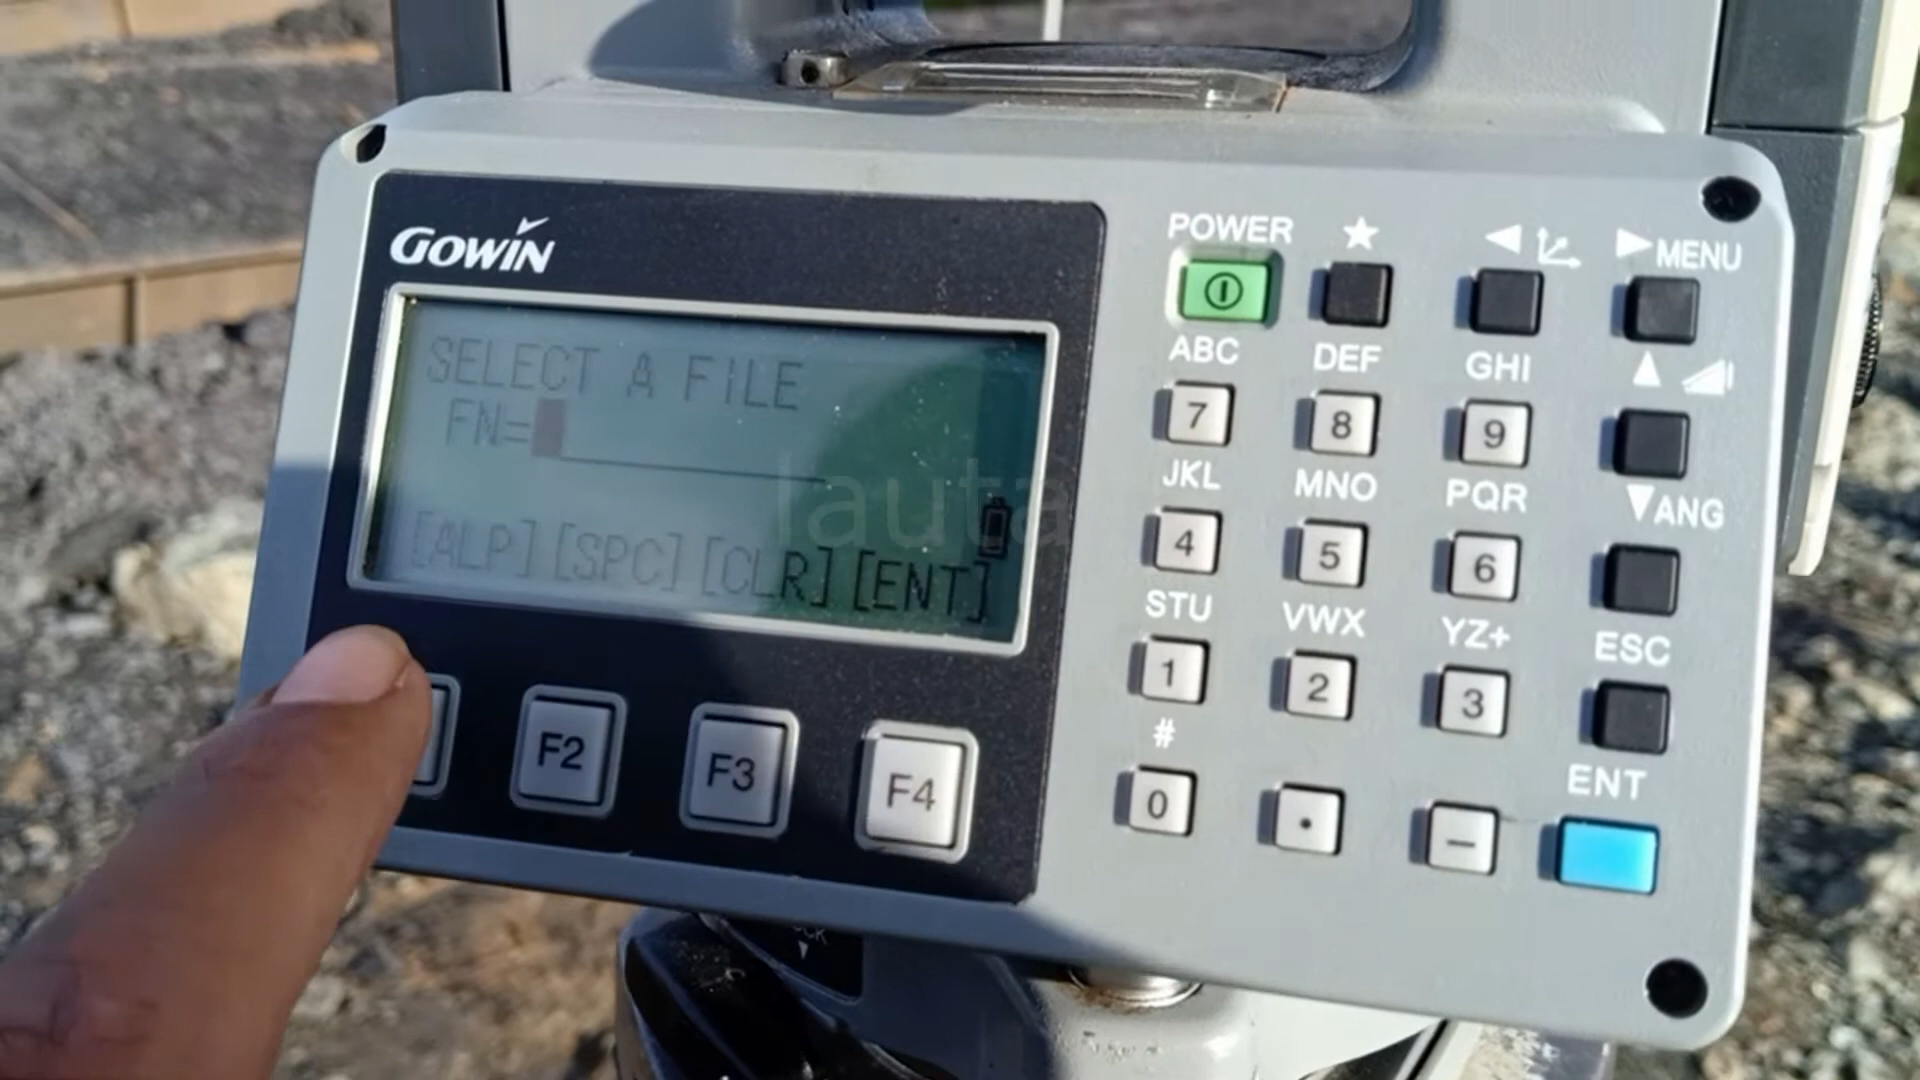 GOWIN
SELECT A FILE
FN=
[ALP] [SPC] [CLR] [ENT]
F2 F3 F4
POWER ★ ◀ ▶ MENU
ABC DEF GHI ▲
7 8 9
JKL MNO PQR ▼ANG
4 5 6
STU VWX YZ+ ESC
1 2 3
# ENT
0 • −
lauta